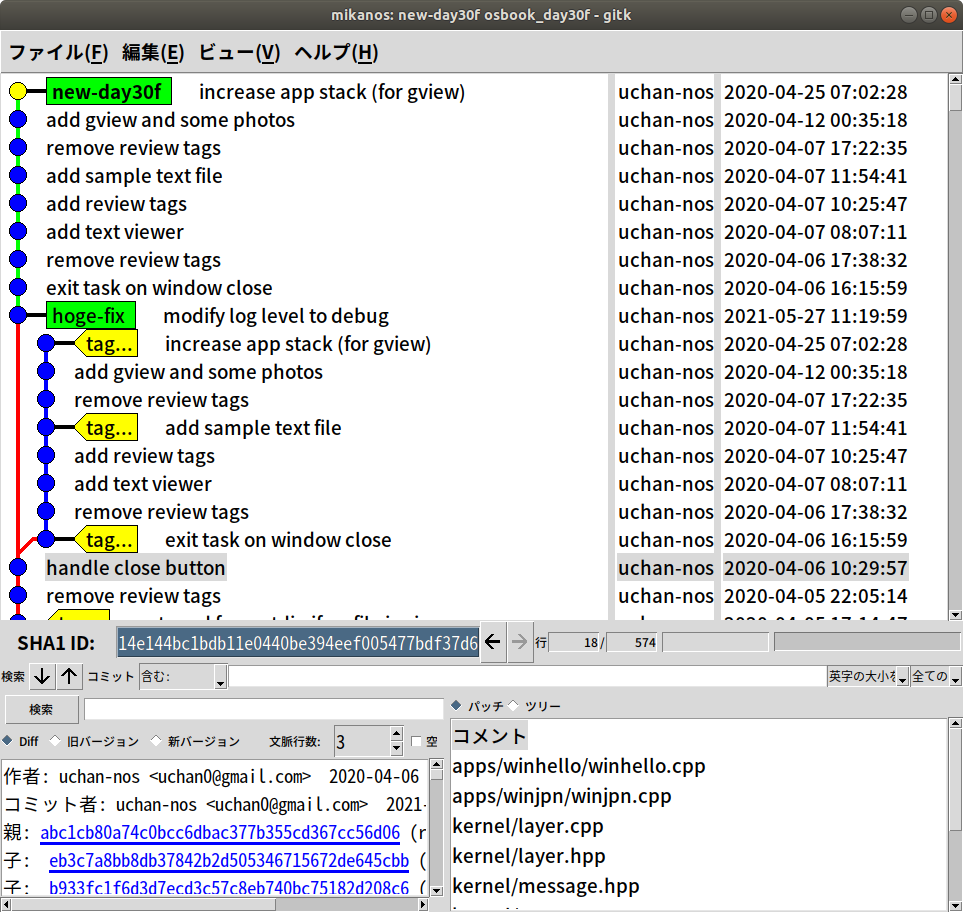 mikanos: new-day30f osbook_day30f - gitk
ファイル(F) 編集(E) ビュー(V) ヘルプ(H)
new-day30f increase app stack (for gview) uchan-nos 2020-04-25 07:02:28
add gview and some photos uchan-nos 2020-04-12 00:35:18
remove review tags uchan-nos 2020-04-07 17:22:35
add sample text file uchan-nos 2020-04-07 11:54:41
add review tags uchan-nos 2020-04-07 10:25:47
add text viewer uchan-nos 2020-04-07 08:07:11
remove review tags uchan-nos 2020-04-06 17:38:32
exit task on window close uchan-nos 2020-04-06 16:15:59
hoge-fix modify log level to debug uchan-nos 2021-05-27 11:19:59
tag... increase app stack (for gview) uchan-nos 2020-04-25 07:02:28
add gview and some photos uchan-nos 2020-04-12 00:35:18
remove review tags uchan-nos 2020-04-07 17:22:35
tag... add sample text file uchan-nos 2020-04-07 11:54:41
add review tags uchan-nos 2020-04-07 10:25:47
add text viewer uchan-nos 2020-04-07 08:07:11
remove review tags uchan-nos 2020-04-06 17:38:32
tag... exit task on window close uchan-nos 2020-04-06 16:15:59
handle close button uchan-nos 2020-04-06 10:29:57
remove review tags uchan-nos 2020-04-05 22:05:14
SHA1 ID: 14e144bc1bdb11e0440be394eef005477bdf37d6 行 18 / 574
検索 コミット 含む: 英字の大小を 全ての
検索
パッチ ツリー
Diff 旧バージョン 新バージョン 文脈行数: 3 空
作者: uchan-nos <uchan0@gmail.com> 2020-04-06
コミット者: uchan-nos <uchan0@gmail.com> 2021-
親: abc1cb80a74c0bcc6dbac377b355cd367cc56d06 (r
子: eb3c7a8bb8db37842b2d505346715672de645cbb (
子: b933fc1f6d3d7ecd3c57c8eb740bc75182d208c6 (
コメント
apps/winhello/winhello.cpp
apps/winjpn/winjpn.cpp
kernel/layer.cpp
kernel/layer.hpp
kernel/message.hpp